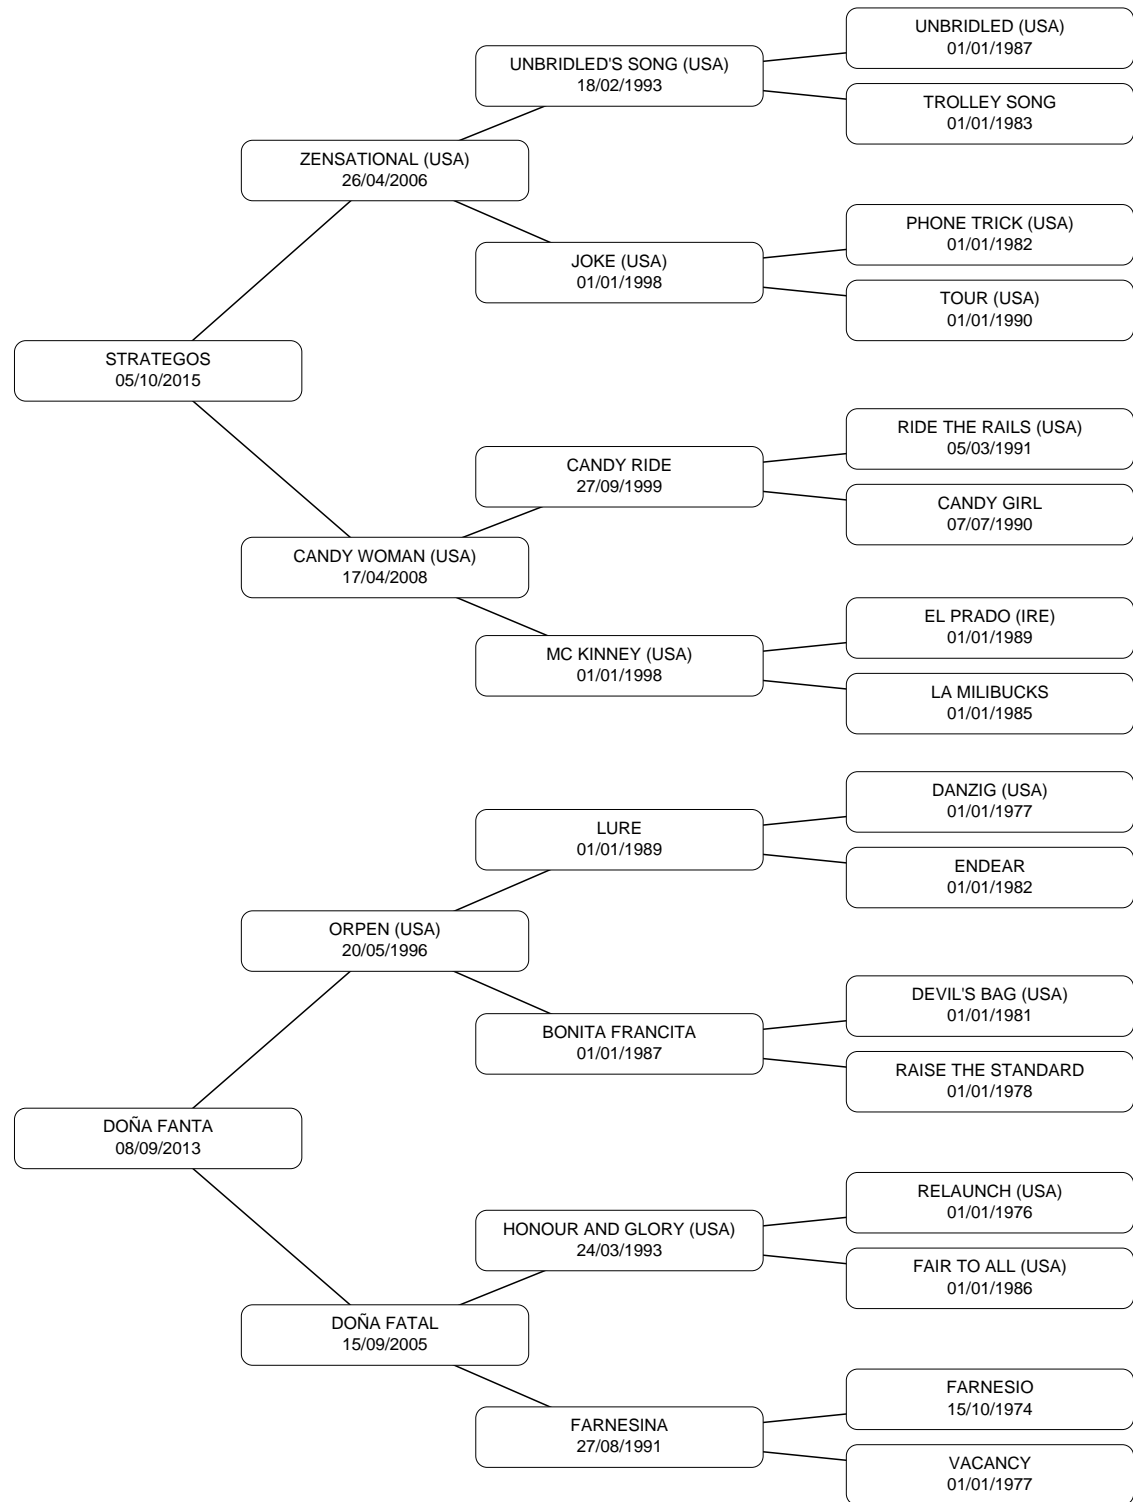 UNBRIDLED (USA)
01/01/1987
UNBRIDLED'S SONG (USA)
18/02/1993
TROLLEY SONG
01/01/1983
ZENSATIONAL (USA)
26/04/2006
PHONE TRICK (USA)
01/01/1982
JOKE (USA)
01/01/1998
TOUR (USA)
01/01/1990
STRATEGOS
05/10/2015
RIDE THE RAILS (USA)
05/03/1991
CANDY RIDE
27/09/1999
CANDY GIRL
07/07/1990
CANDY WOMAN (USA)
17/04/2008
EL PRADO (IRE)
01/01/1989
MC KINNEY (USA)
01/01/1998
LA MILIBUCKS
01/01/1985
DANZIG (USA)
01/01/1977
LURE
01/01/1989
ENDEAR
01/01/1982
ORPEN (USA)
20/05/1996
DEVIL'S BAG (USA)
01/01/1981
BONITA FRANCITA
01/01/1987
RAISE THE STANDARD
01/01/1978
DOÑA FANTA
08/09/2013
RELAUNCH (USA)
01/01/1976
HONOUR AND GLORY (USA)
24/03/1993
FAIR TO ALL (USA)
01/01/1986
DOÑA FATAL
15/09/2005
FARNESIO
15/10/1974
FARNESINA
27/08/1991
VACANCY
01/01/1977